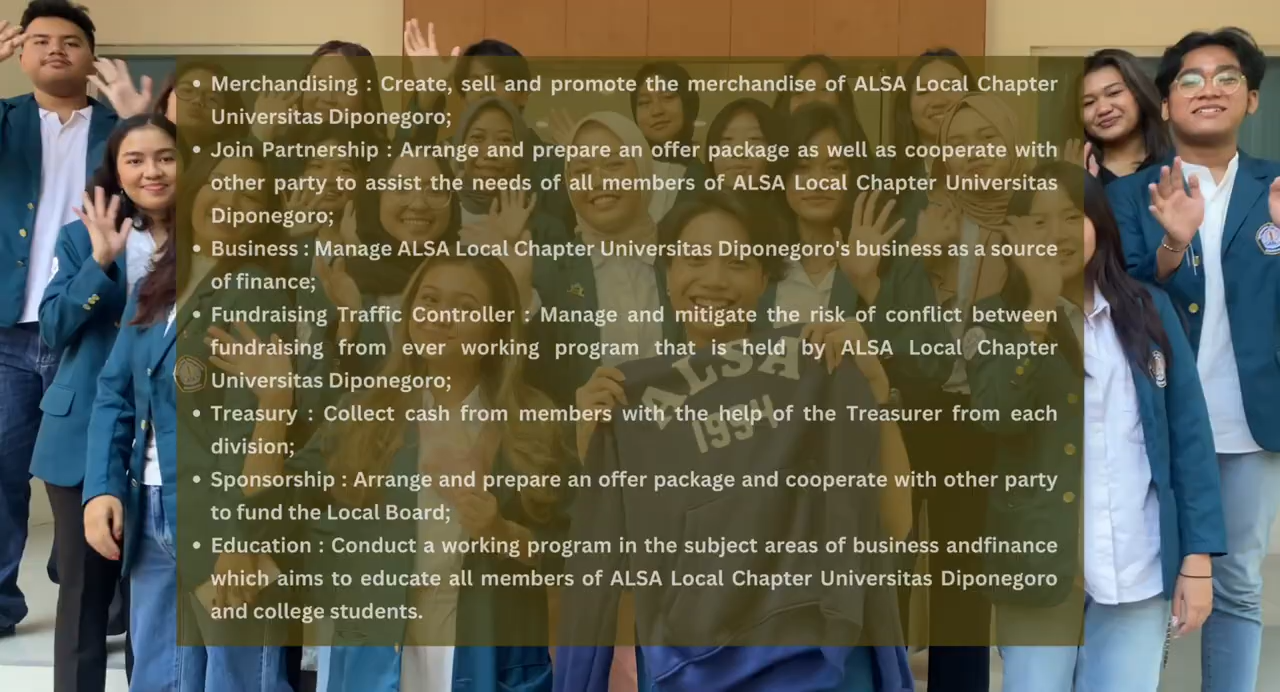 • Merchandising : Create, sell and promote the merchandise of ALSA Local Chapter
Universitas Diponegoro;
• Join Partnership : Arrange and prepare an offer package as well as cooperate with
other party to assist the needs of all members of ALSA Local Chapter Universitas
Diponegoro;
• Business : Manage ALSA Local Chapter Universitas Diponegoro's business as a source
of finance;
• Fundraising Traffic Controller : Manage and mitigate the risk of conflict between
fundraising from ever working program that is held by ALSA Local Chapter
Universitas Diponegoro;
• Treasury : Collect cash from members with the help of the Treasurer from each
division;
• Sponsorship : Arrange and prepare an offer package and cooperate with other party
to fund the Local Board;
• Education : Conduct a working program in the subject areas of business andfinance
which aims to educate all members of ALSA Local Chapter Universitas Diponegoro
and college students.
ALSA
1994